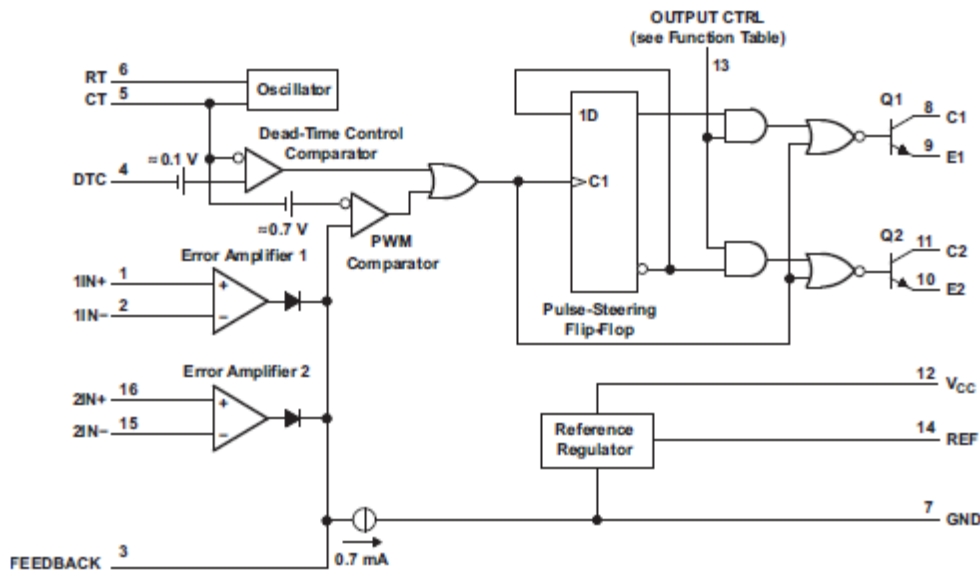 OUTPUT CTRL
(see Function Table)
13
RT 6
CT 5
Oscillator
Dead-Time Control
Comparator
≈ 0.1 V
DTC 4
≈0.7 V
PWM
Comparator
1D
C1
Pulse-Steering
Flip-Flop
Q1
8 C1
9 E1
Q2
11 C2
10 E2
Error Amplifier 1
1IN+ 1
+
1IN− 2
−
Error Amplifier 2
2IN+ 16
+
2IN− 15
−
12 VCC
Reference
Regulator
14 REF
7 GND
0.7 mA
FEEDBACK 3